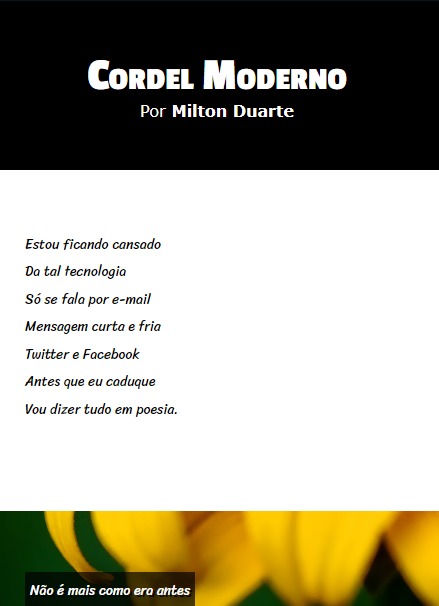 Cordel Moderno
Por Milton Duarte
Estou ficando cansado
Da tal tecnologia
Só se fala por e-mail
Mensagem curta e fria
Twitter e Facebook
Antes que eu caduque
Vou dizer tudo em poesia.
Não é mais como era antes